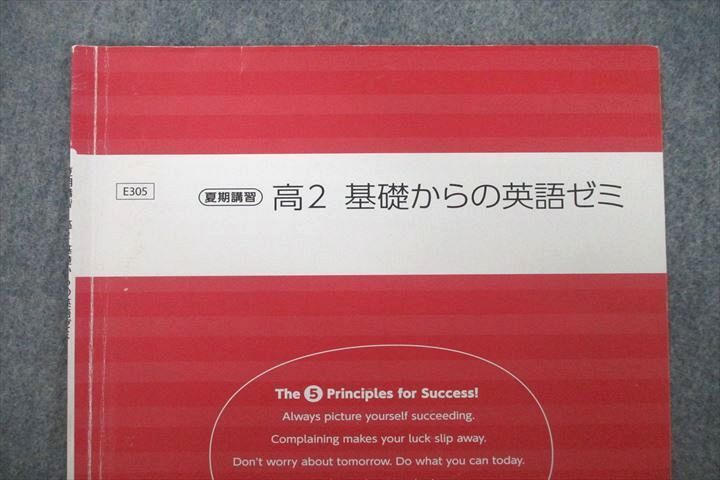 E305
夏期講習 高2 基礎からの英語ゼミ
The 5 Principles for Success!
Always picture yourself succeeding.
Complaining makes your luck slip away.
Don't worry about tomorrow. Do what you can today.